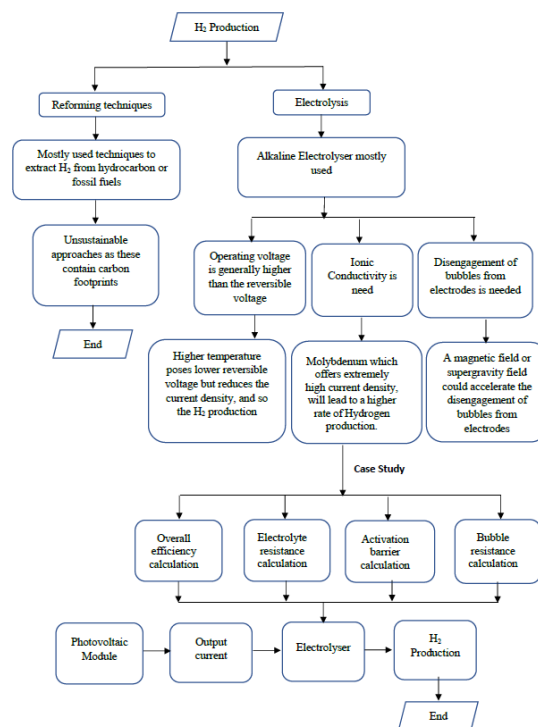 H₂ Production
Reforming techniques
Electrolysis
Mostly used techniques to
extract H₂ from hydrocarbon or
fossil fuels
Alkaline Electrolyser mostly
used
Unsustainable
approaches as these
contain carbon
footprints
End
Operating voltage
is generally higher
than the reversible
voltage
Ionic
Conductivity is
need
Disengagement of
bubbles from
electrodes is needed
Higher temperature
poses lower reversible
voltage but reduces
the current density, and so
the H₂ production
Molybdenum which
offers extremely
high current density,
will lead to a higher
rate of Hydrogen
production.
A magnetic field or
supergravity field
could accelerate the
disengagement of
bubbles from
electrodes
Case Study
Overall
efficiency
calculation
Electrolyte
resistance
calculation
Activation
barrier
calculation
Bubble
resistance
calculation
Photovoltaic
Module
Output
current
Electrolyser
H₂
Production
End